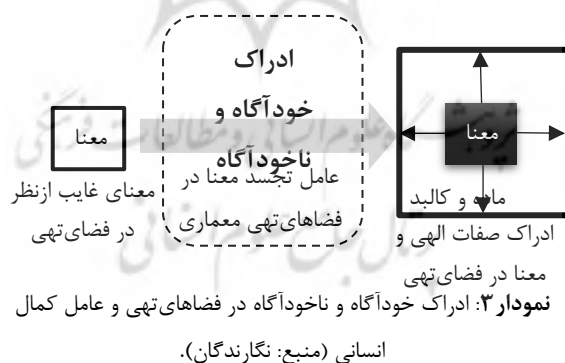 ادراک
خودآگاه و
ناخودآگاه
عامل تجسد معنا در
فضاهای‌تهی معماری
معنا
معنای غایب ازنظر
در فضای‌تهی
معنا
ماده و کالبد
ادراک صفات الهی و
معنا در فضای‌تهی
نمودار۳: ادراک خودآگاه و ناخودآگاه در فضاهای‌تهی و عامل کمال
انسانی (منبع: نگارندگان).